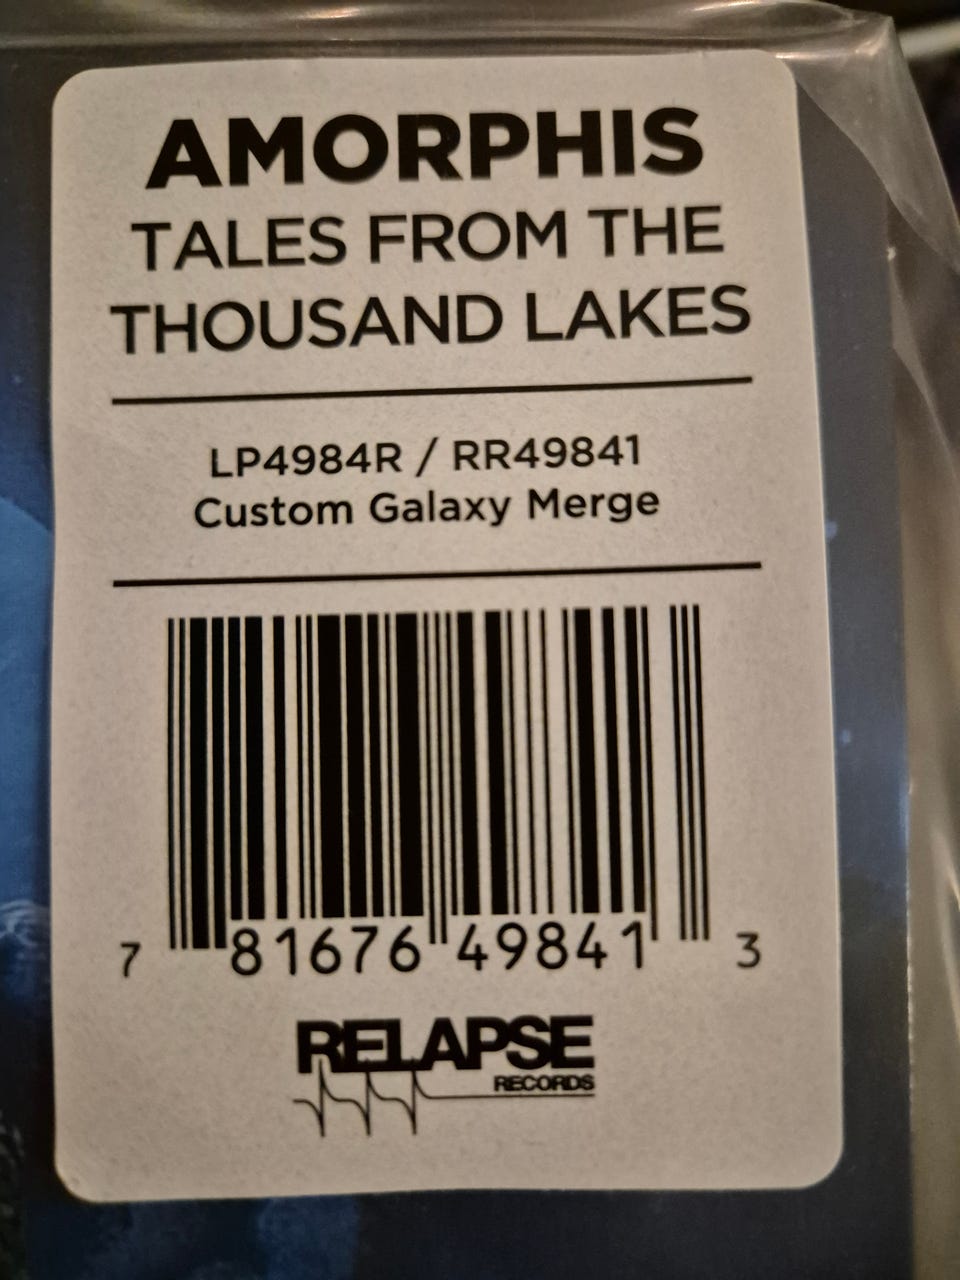 AMORPHIS
TALES FROM THE
THOUSAND LAKES
LP4984R / RR49841
Custom Galaxy Merge
7 81676 49841 3
RELAPSE
RECORDS